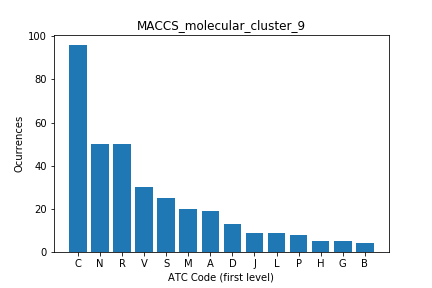 MACCS_molecular_cluster_9
100
80
60
40
20
0
Ocurrences
C N R V S M A D J L P H G B
ATC Code (first level)